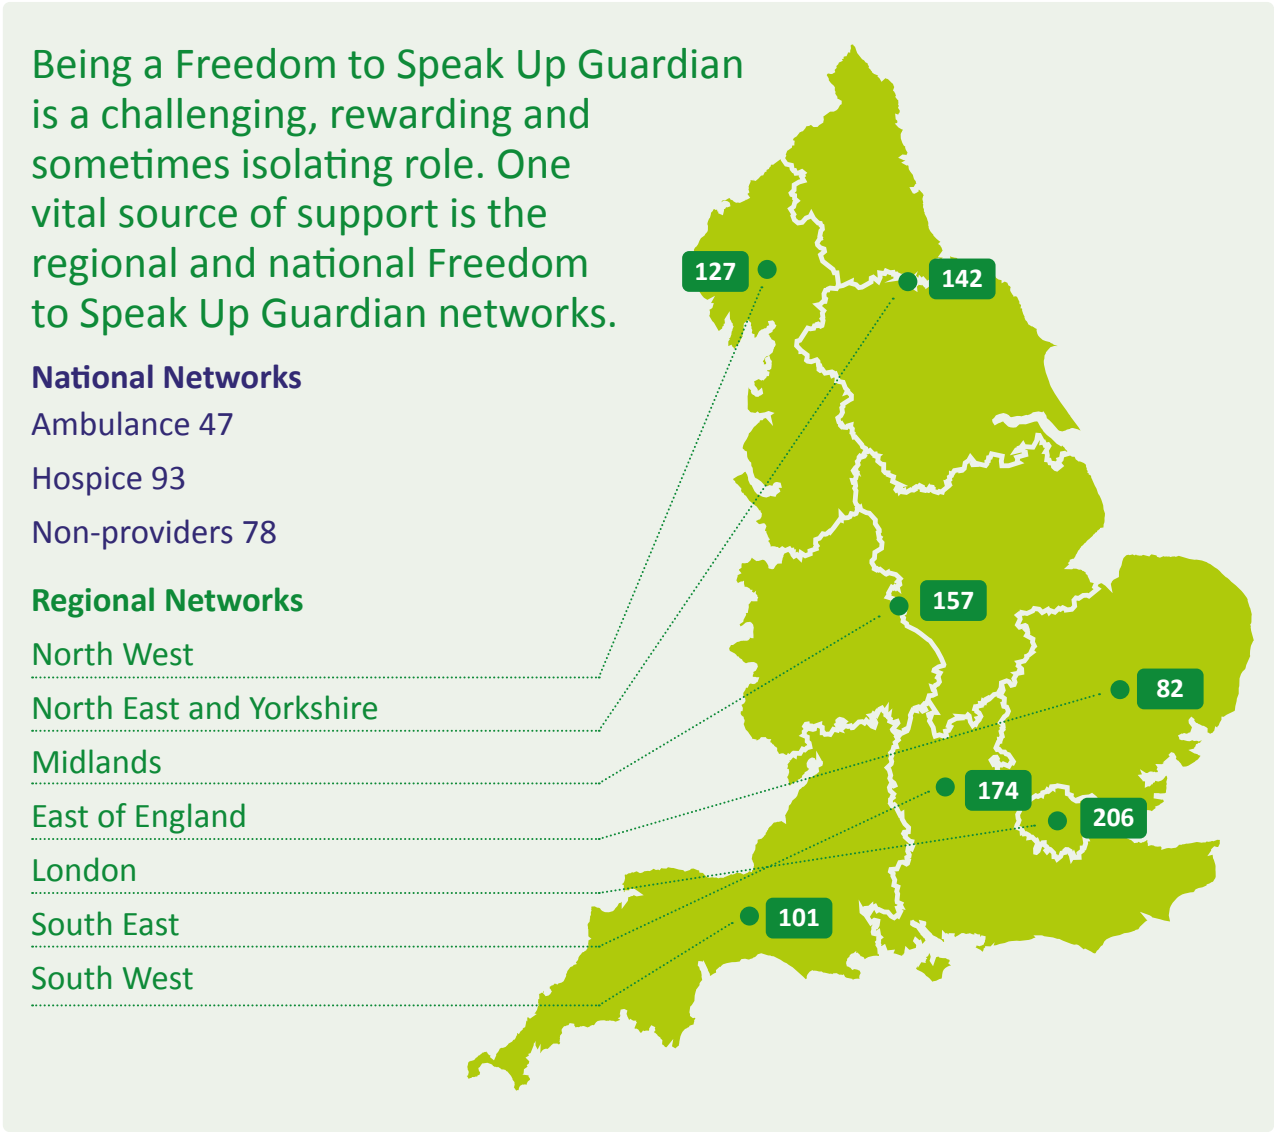 Being a Freedom to Speak Up Guardian
is a challenging, rewarding and
sometimes isolating role. One
vital source of support is the
regional and national Freedom
to Speak Up Guardian networks.
National Networks
Ambulance 47
Hospice 93
Non-providers 78
Regional Networks
North West
North East and Yorkshire
Midlands
East of England
London
South East
South West
127
142
157
82
174
206
101